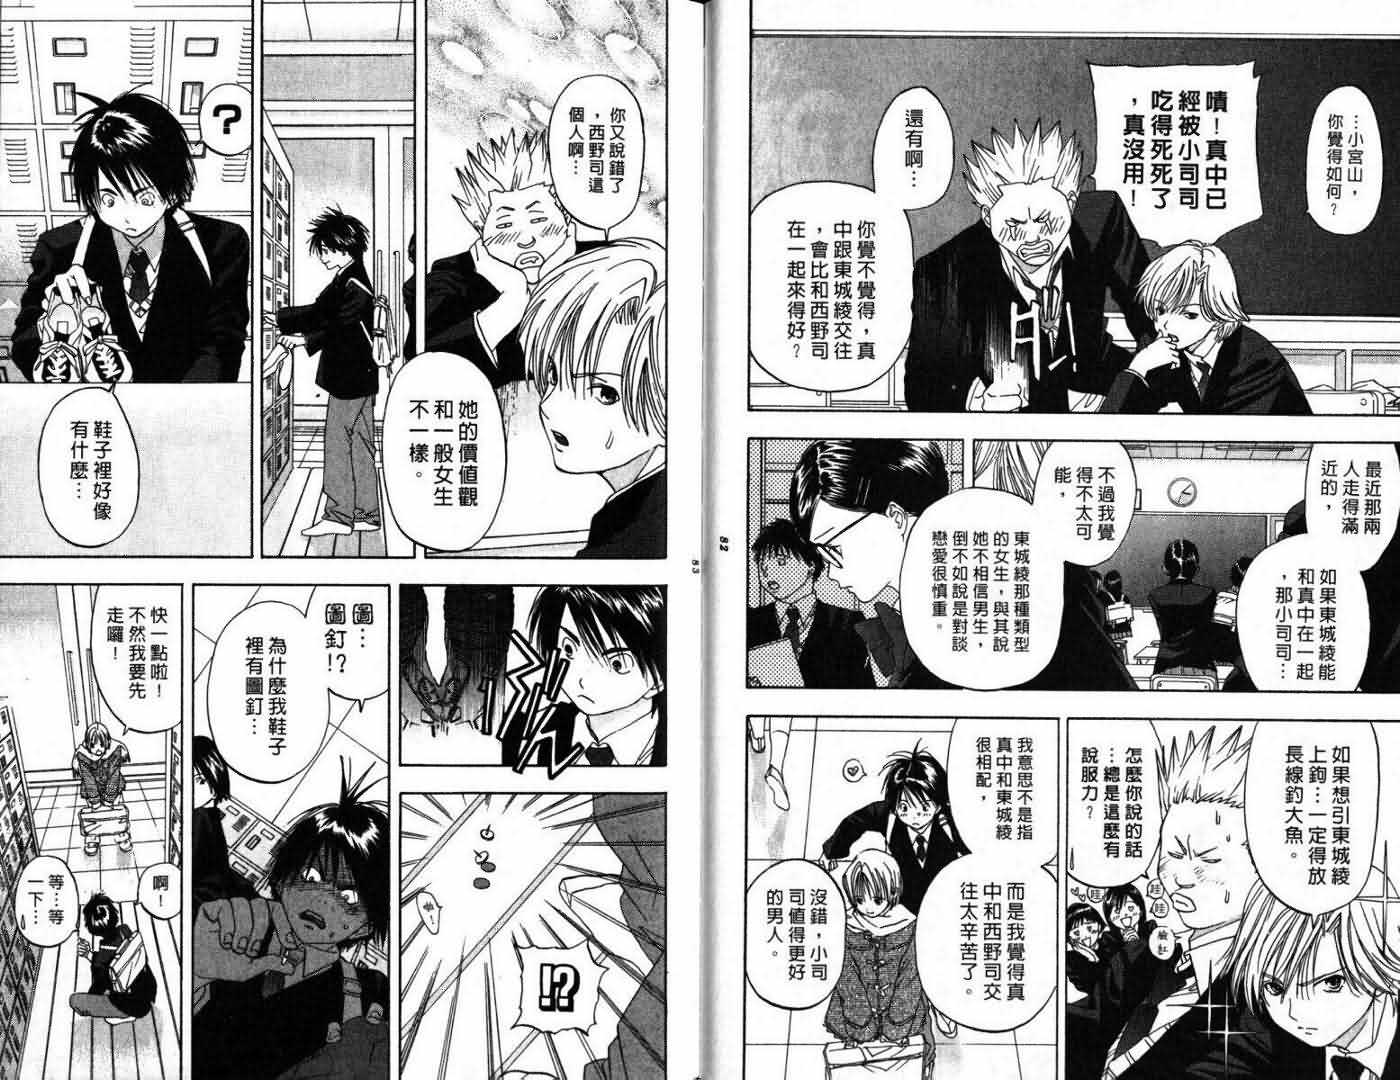 …小宮山，
你覺得如何？
嘖！真中已
經被小司司
吃得死死了
，真沒用！
還有啊…
你覺不覺得，真
中跟東城綾交往
，會比和西野司
在一起來得好？
最近那兩
人走得滿
近的，
如果東城綾能
和真中在一起
，那小司司…
不過我覺
得不太可
能，
東城綾那種類型
的女生，與其說
她不相信男生，
倒不如說是對談
戀愛很慎重。
如果想引東城綾
上鉤…一定得放
長線釣大魚。
怎麼你說的話
…總是這麼有
說服力？
哇
哇
哇
臉紅
我意思不是指
真中和東城綾
很相配，
而是我覺得真
中和西野司交
往太辛苦了。
沒錯，小司
司值得更好
的男人。
82
83
你又說錯了
，西野司這
個人啊…
她的價值觀
和一般女生
不一樣。
？
鞋子裡好像
有什麼…
!?
圖…
圖釘!?
為什麼我鞋子
裡有圖釘…
快一點啦！
不然我要先
走囉！
啊！
等…等
一下…